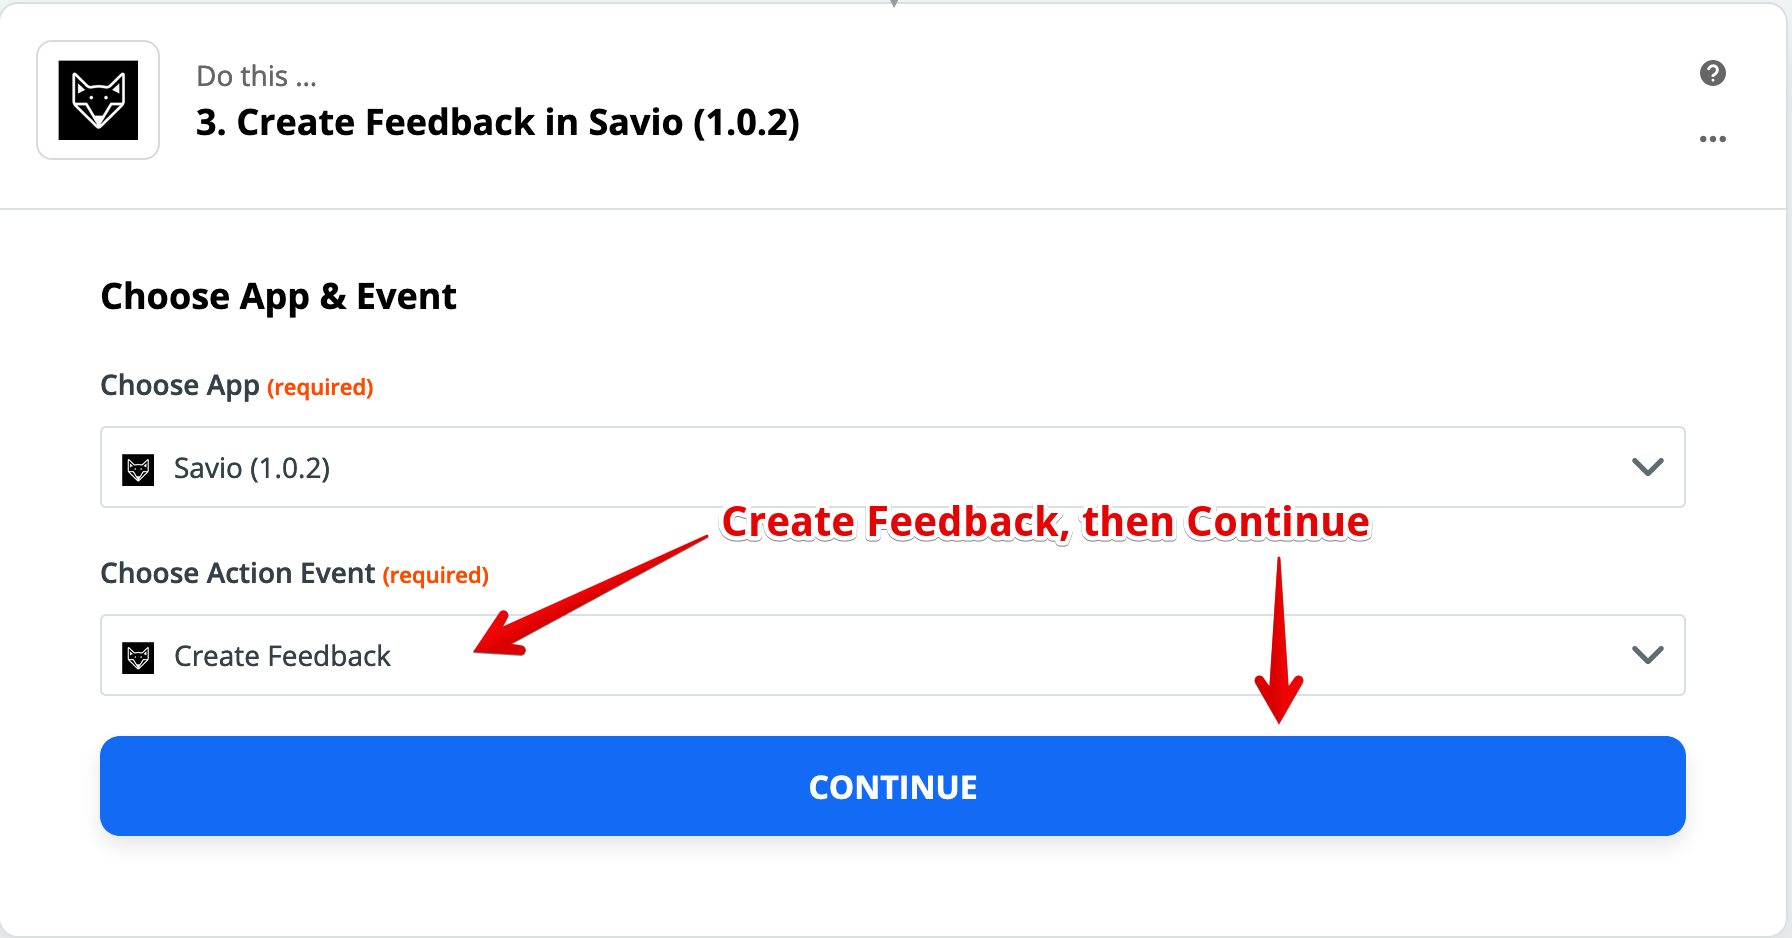 Do this ...
3. Create Feedback in Savio (1.0.2)
Choose App & Event
Choose App (required)
Savio (1.0.2)
Create Feedback, then Continue
Choose Action Event (required)
Create Feedback
CONTINUE